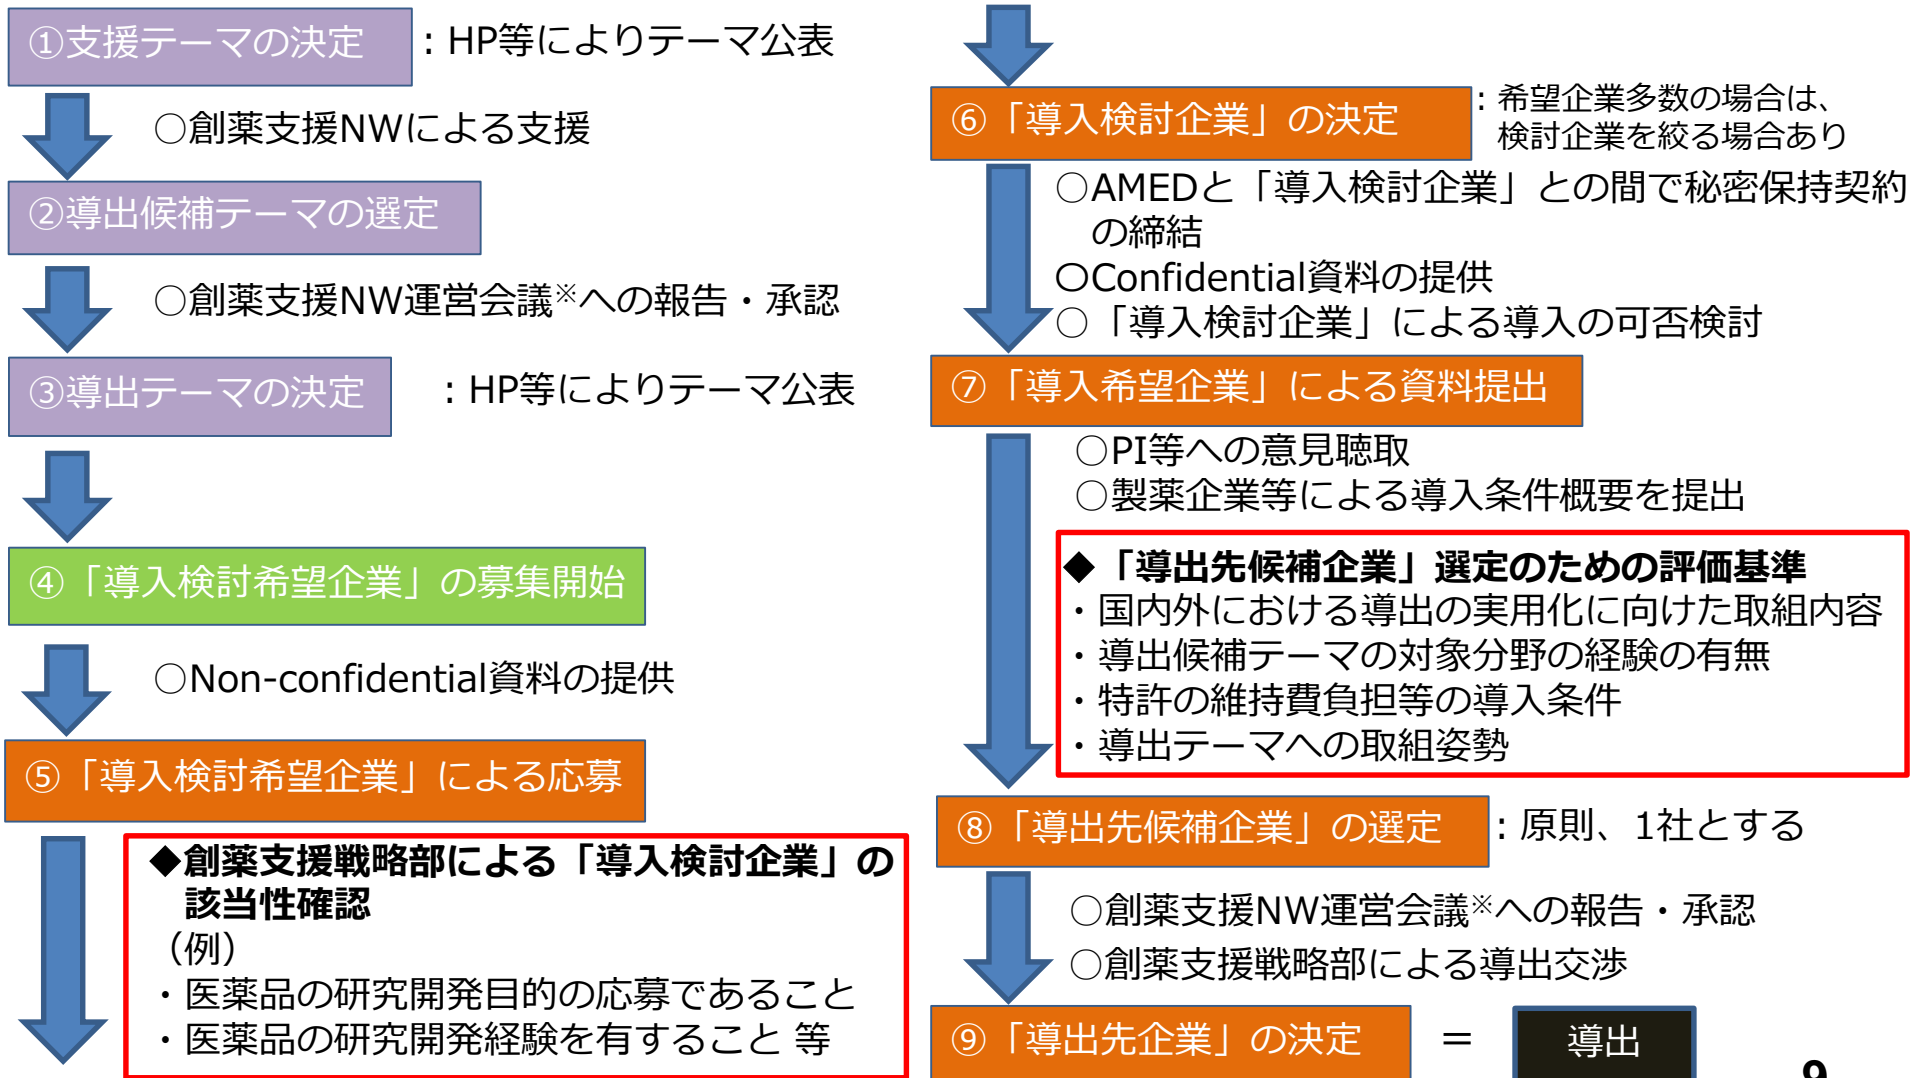 ①支援テーマの決定 ：HP等によりテーマ公表
○創薬支援NWによる支援
②導出候補テーマの選定
○創薬支援NW運営会議※への報告・承認
③導出テーマの決定 ：HP等によりテーマ公表
④「導入検討希望企業」の募集開始
○Non-confidential資料の提供
⑤「導入検討希望企業」による応募
◆創薬支援戦略部による「導入検討企業」の
該当性確認
（例）
・医薬品の研究開発目的の応募であること
・医薬品の研究開発経験を有すること 等
⑥「導入検討企業」の決定
：希望企業多数の場合は、
検討企業を絞る場合あり
○AMEDと「導入検討企業」との間で秘密保持契約
の締結
○Confidential資料の提供
○「導入検討企業」による導入の可否検討
⑦「導入希望企業」による資料提出
○PI等への意見聴取
○製薬企業等による導入条件概要を提出
◆「導出先候補企業」選定のための評価基準
・国内外における導出の実用化に向けた取組内容
・導出候補テーマの対象分野の経験の有無
・特許の維持費負担等の導入条件
・導出テーマへの取組姿勢
⑧「導出先候補企業」の選定 ：原則、1社とする
○創薬支援NW運営会議※への報告・承認
○創薬支援戦略部による導出交渉
⑨「導出先企業」の決定 ＝ 導出
9